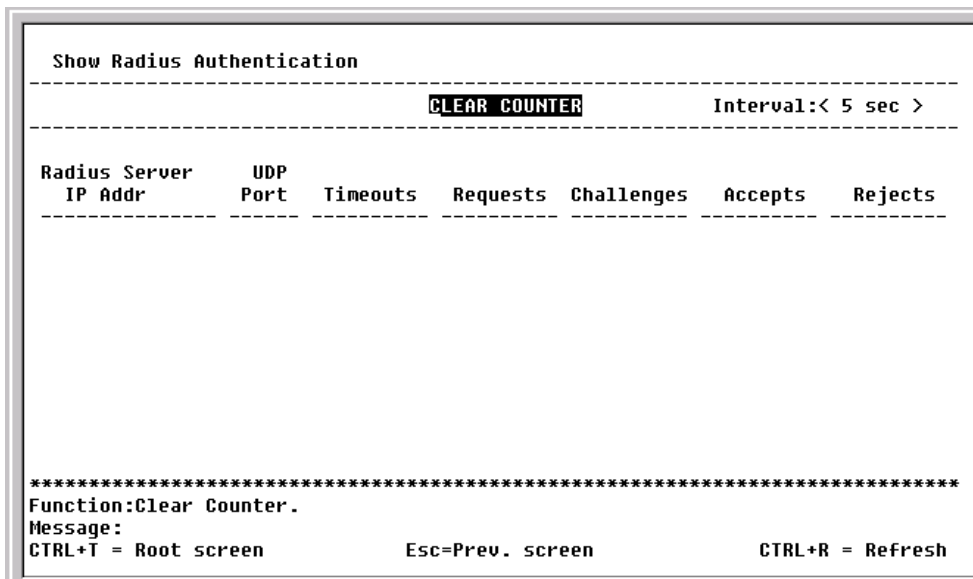 Show Radius Authentication
--------------------------------------------------------------------------------
CLEAR COUNTER Interval:< 5 sec >
--------------------------------------------------------------------------------
Radius Server UDP
IP Addr Port Timeouts Requests Challenges Accepts Rejects
--------------- ------ ---------- ---------- ---------- ---------- ----------
********************************************************************************
Function:Clear Counter.
Message:
CTRL+T = Root screen Esc=Prev. screen CTRL+R = Refresh